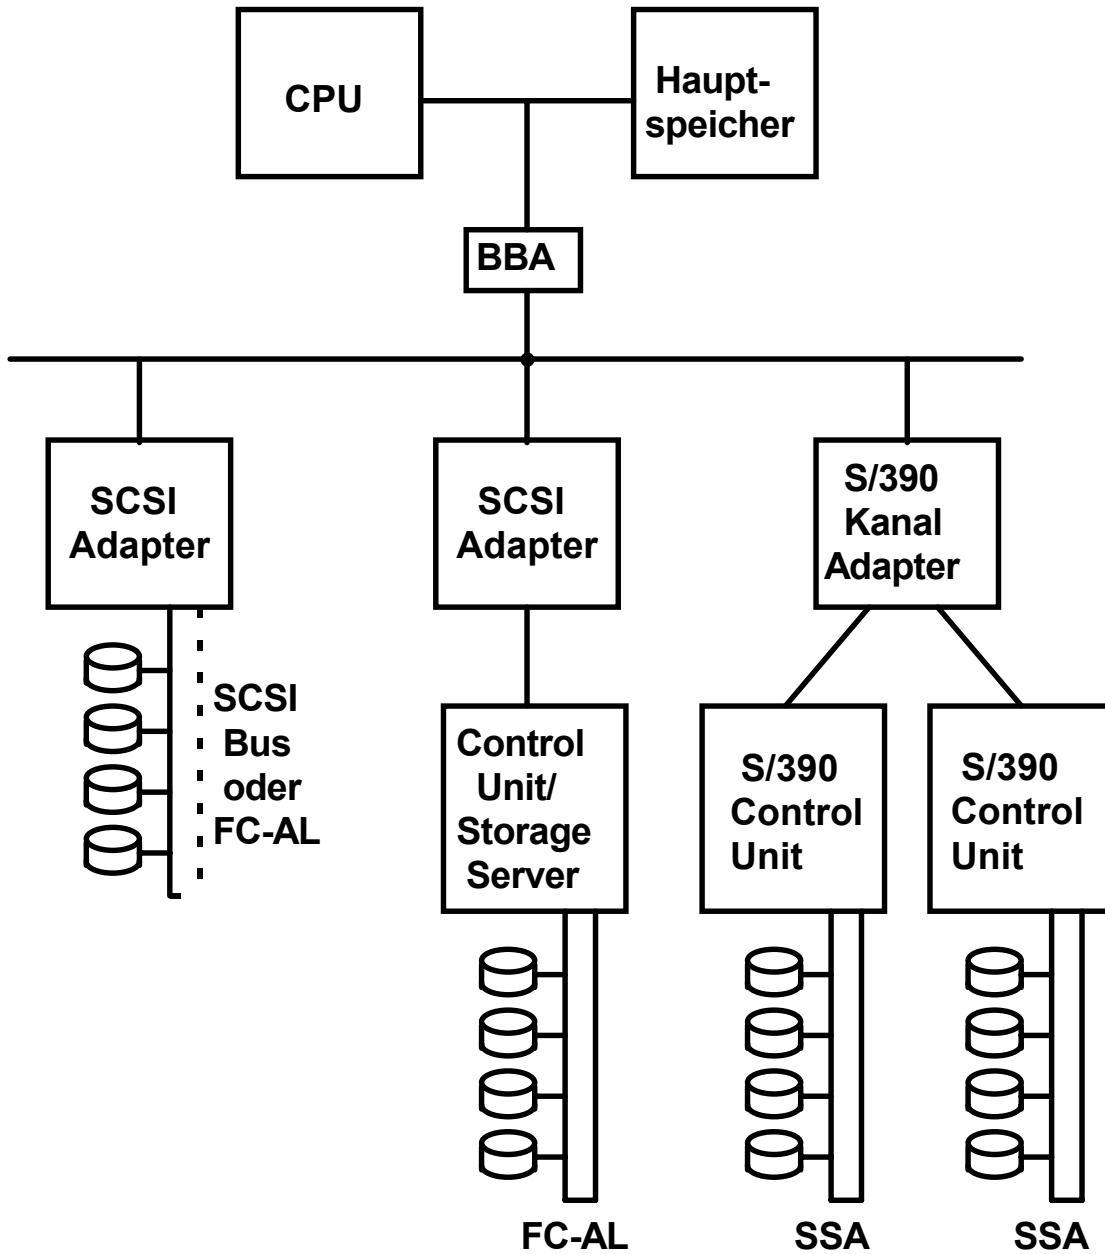 CPU
Haupt-
speicher
BBA
SCSI
Adapter
SCSI
Adapter
S/390
Kanal
Adapter
SCSI
Bus
oder
FC-AL
Control
Unit/
Storage
Server
S/390
Control
Unit
S/390
Control
Unit
FC-AL
SSA
SSA